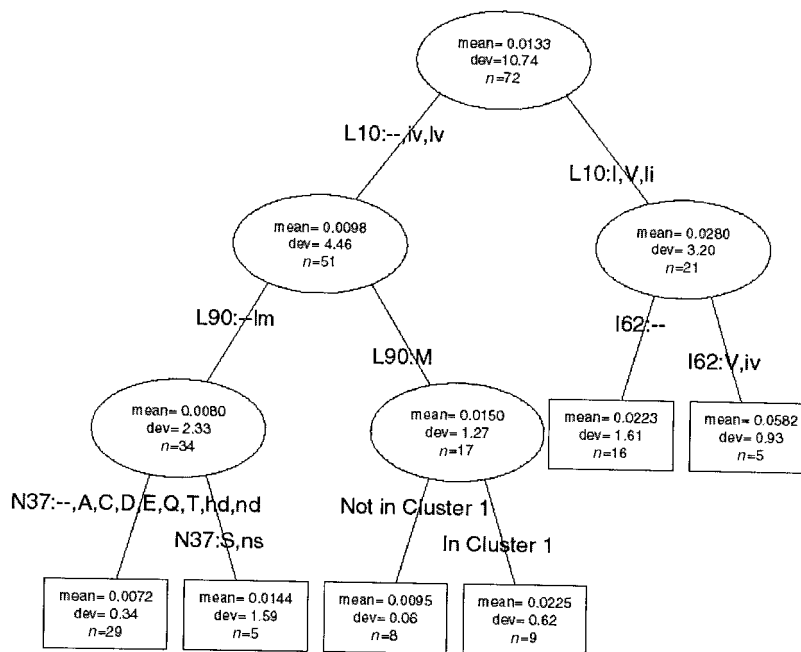 mean= 0.0133
dev=10.74
n=72
L10:--,iv,lv
L10:I,V,li
mean= 0.0098
dev= 4.46
n=51
mean= 0.0280
dev= 3.20
n=21
L90:--lm
L90:M
I62:--
I62:V,iv
mean= 0.0080
dev= 2.33
n=34
mean= 0.0150
dev= 1.27
n=17
mean= 0.0223
dev= 1.61
n=16
mean= 0.0582
dev= 0.93
n=5
N37:--,A,C,D,E,Q,T,hd,nd
N37:S,ns
Not in Cluster 1
In Cluster 1
mean= 0.0072
dev= 0.34
n=29
mean= 0.0144
dev= 1.59
n=5
mean= 0.0095
dev= 0.06
n=8
mean= 0.0225
dev= 0.62
n=9